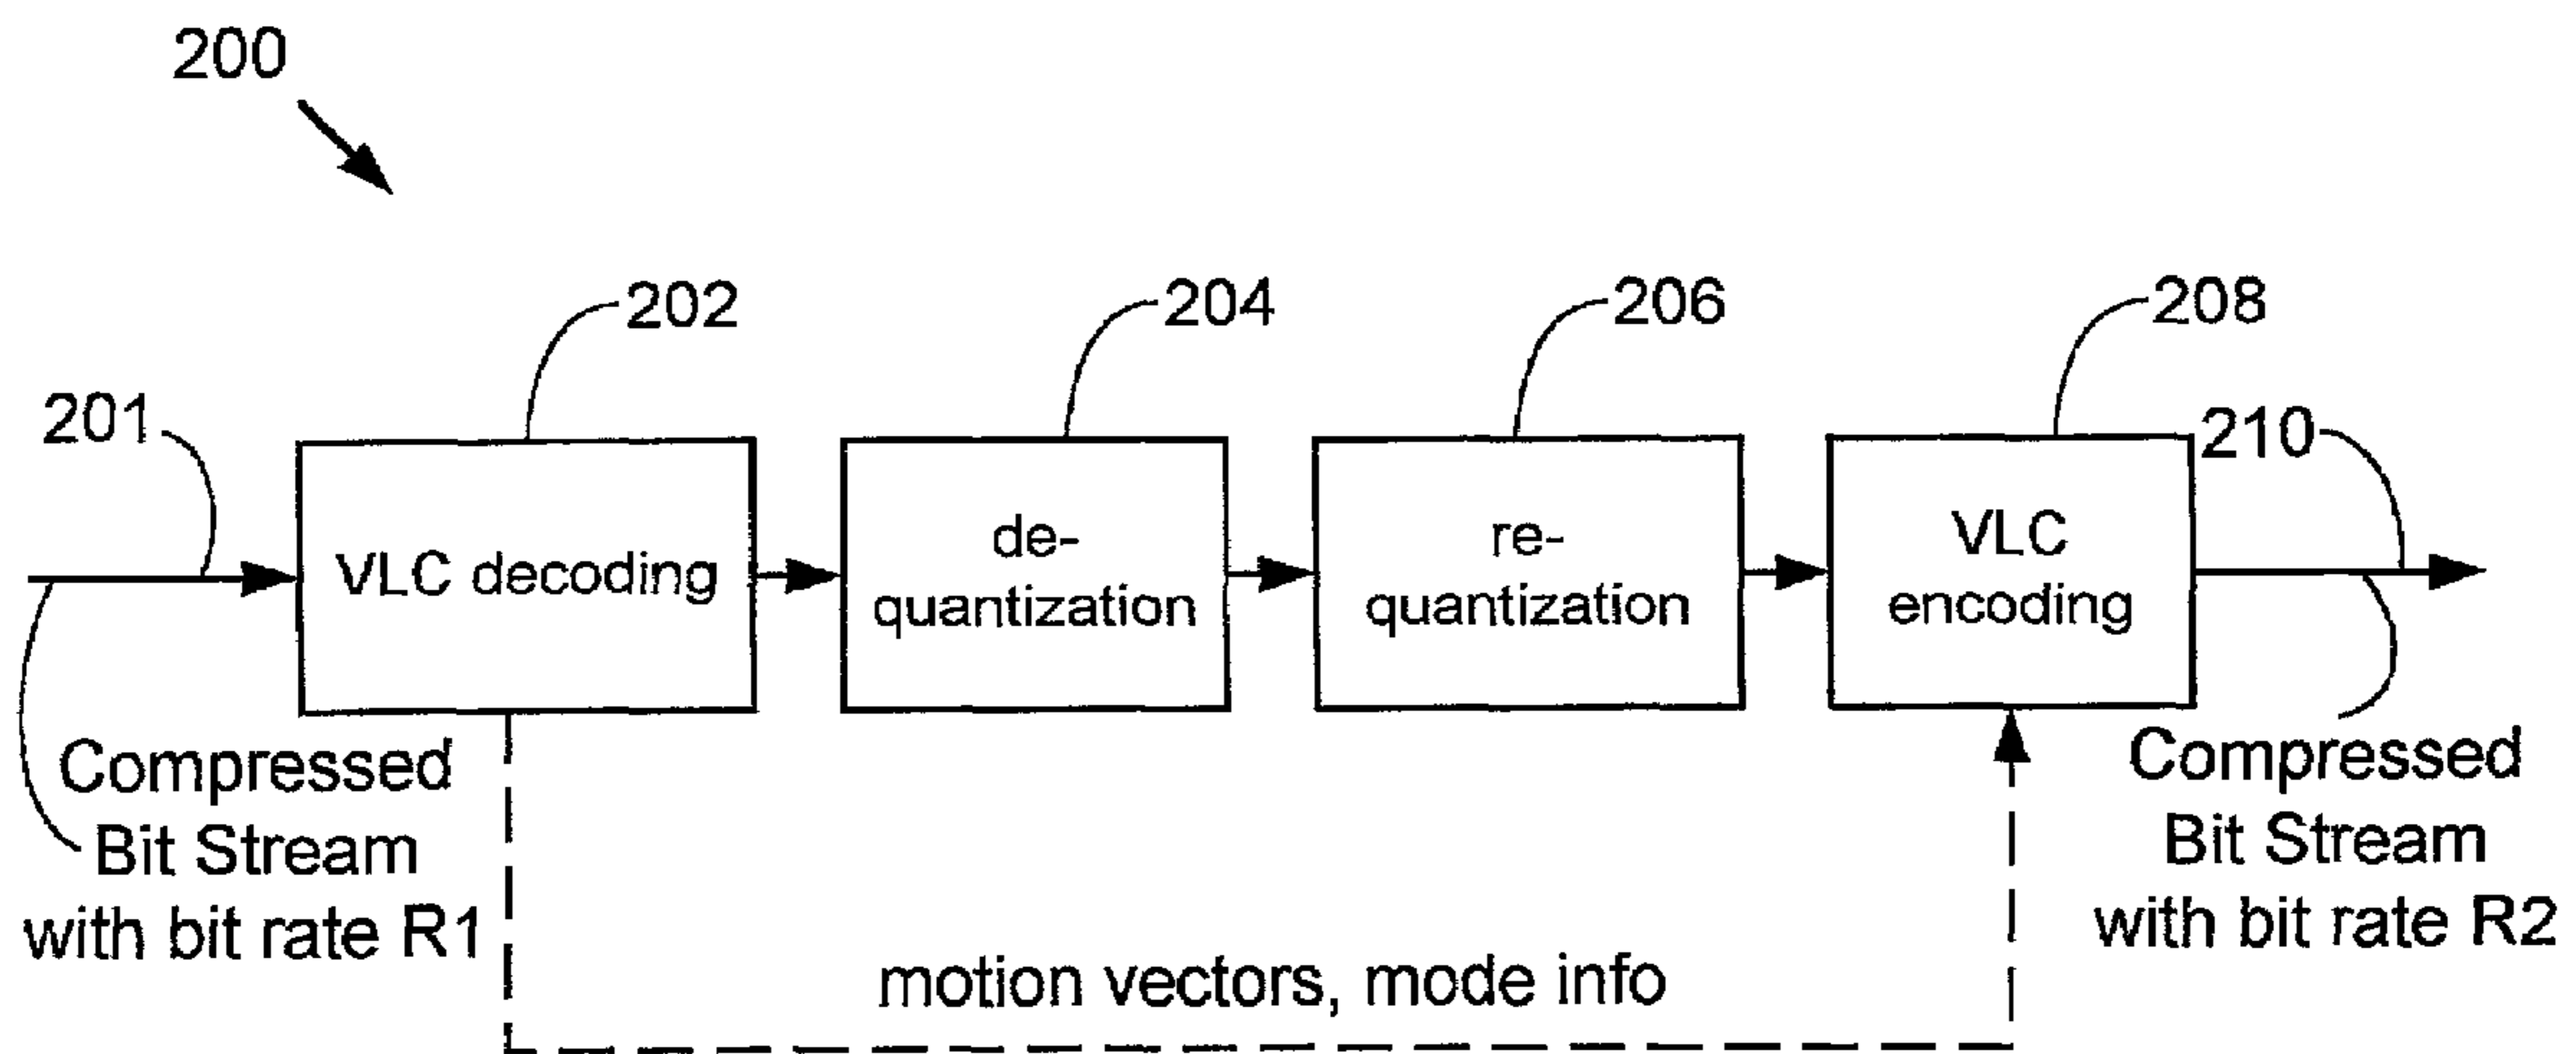 200
202
204
206
208
201
210
VLC decoding
de-
quantization
re-
quantization
VLC
encoding
Compressed
Bit Stream
with bit rate R1
Compressed
Bit Stream
with bit rate R2
motion vectors, mode info